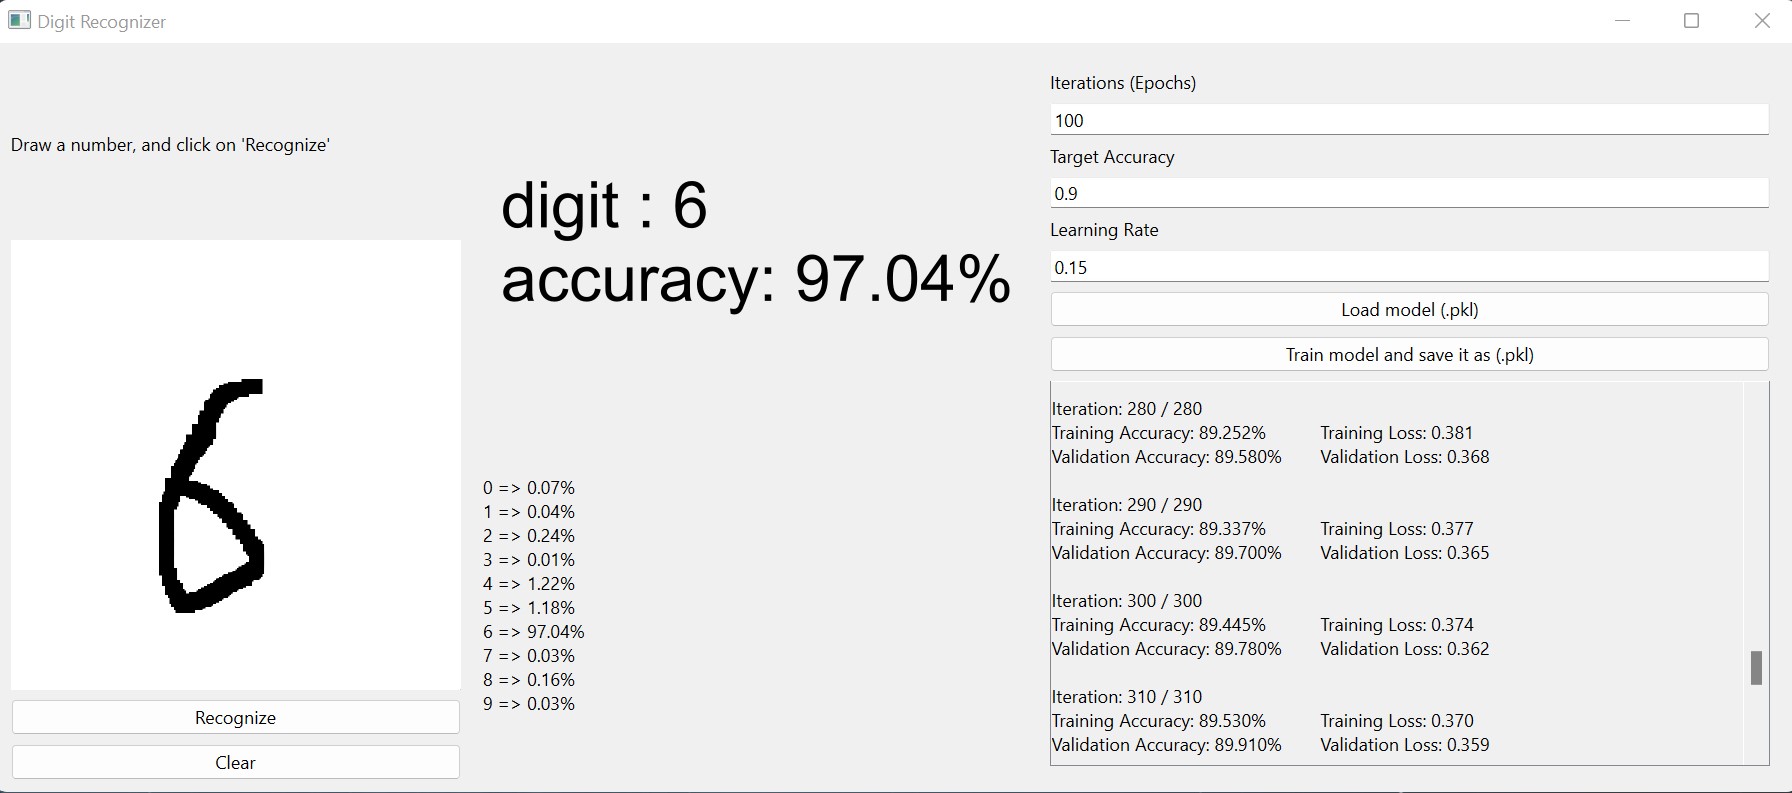 Digit Recognizer
Draw a number, and click on 'Recognize'
6
Recognize
Clear
digit : 6
accuracy: 97.04%
0 => 0.07%
1 => 0.04%
2 => 0.24%
3 => 0.01%
4 => 1.22%
5 => 1.18%
6 => 97.04%
7 => 0.03%
8 => 0.16%
9 => 0.03%
Iterations (Epochs)
100
Target Accuracy
0.9
Learning Rate
0.15
Load model (.pkl)
Train model and save it as (.pkl)
Iteration: 280 / 280
Training Accuracy: 89.252% Training Loss: 0.381
Validation Accuracy: 89.580% Validation Loss: 0.368
Iteration: 290 / 290
Training Accuracy: 89.337% Training Loss: 0.377
Validation Accuracy: 89.700% Validation Loss: 0.365
Iteration: 300 / 300
Training Accuracy: 89.445% Training Loss: 0.374
Validation Accuracy: 89.780% Validation Loss: 0.362
Iteration: 310 / 310
Training Accuracy: 89.530% Training Loss: 0.370
Validation Accuracy: 89.910% Validation Loss: 0.359